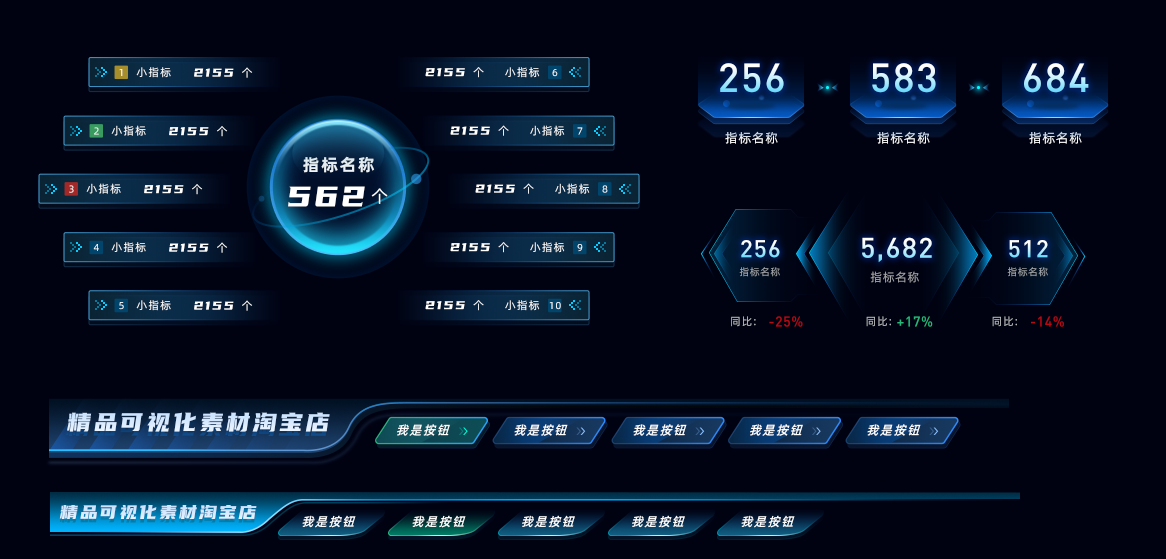 1 小指标 2155 个
2 小指标 2155 个
3 小指标 2155 个
4 小指标 2155 个
5 小指标 2155 个
指标名称
562个
2155 个 小指标 6
2155 个 小指标 7
2155 个 小指标 8
2155 个 小指标 9
2155 个 小指标 10
256 583 684
指标名称 指标名称 指标名称
256 5,682 512
指标名称 指标名称 指标名称
同比: -25% 同比: +17% 同比: -14%
精品可视化素材淘宝店 我是按钮 我是按钮 我是按钮 我是按钮 我是按钮
精品可视化素材淘宝店 我是按钮 我是按钮 我是按钮 我是按钮 我是按钮